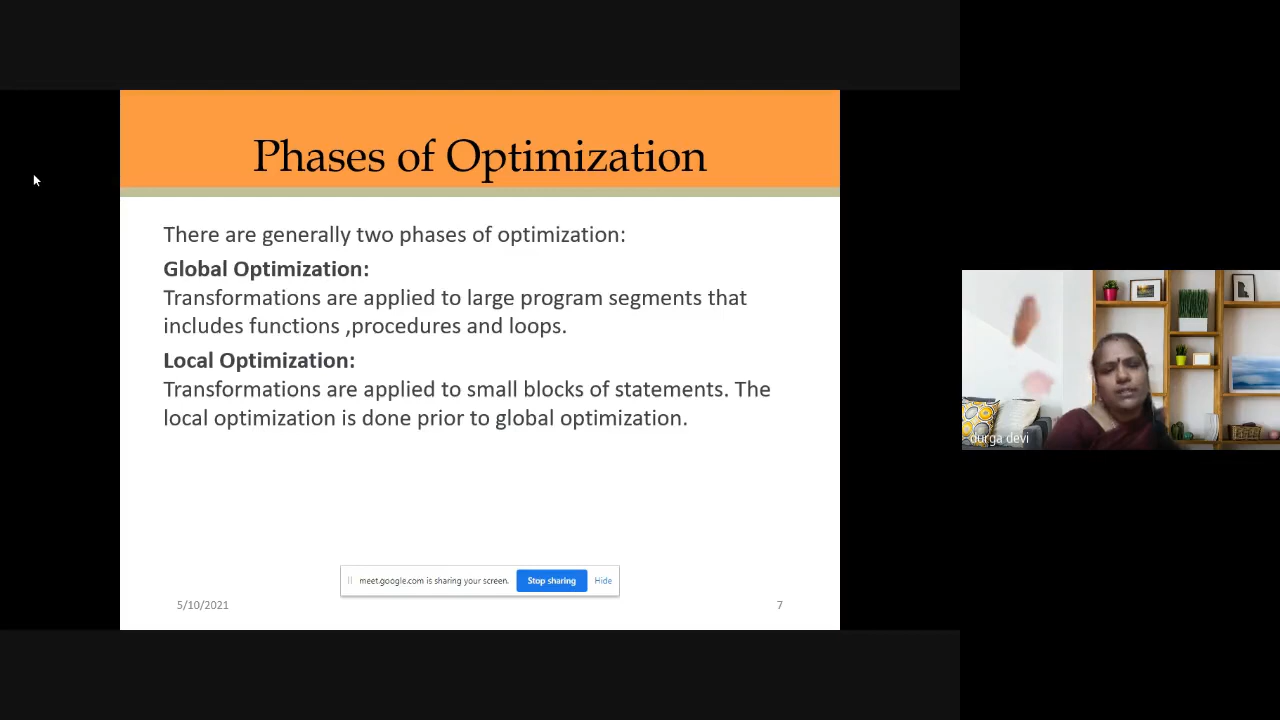 Phases of Optimization
There are generally two phases of optimization:
Global Optimization:
Transformations are applied to large program segments that
includes functions ,procedures and loops.
Local Optimization:
Transformations are applied to small blocks of statements. The
local optimization is done prior to global optimization.
durga devi
meet.google.com is sharing your screen. Stop sharing Hide
5/10/2021 7